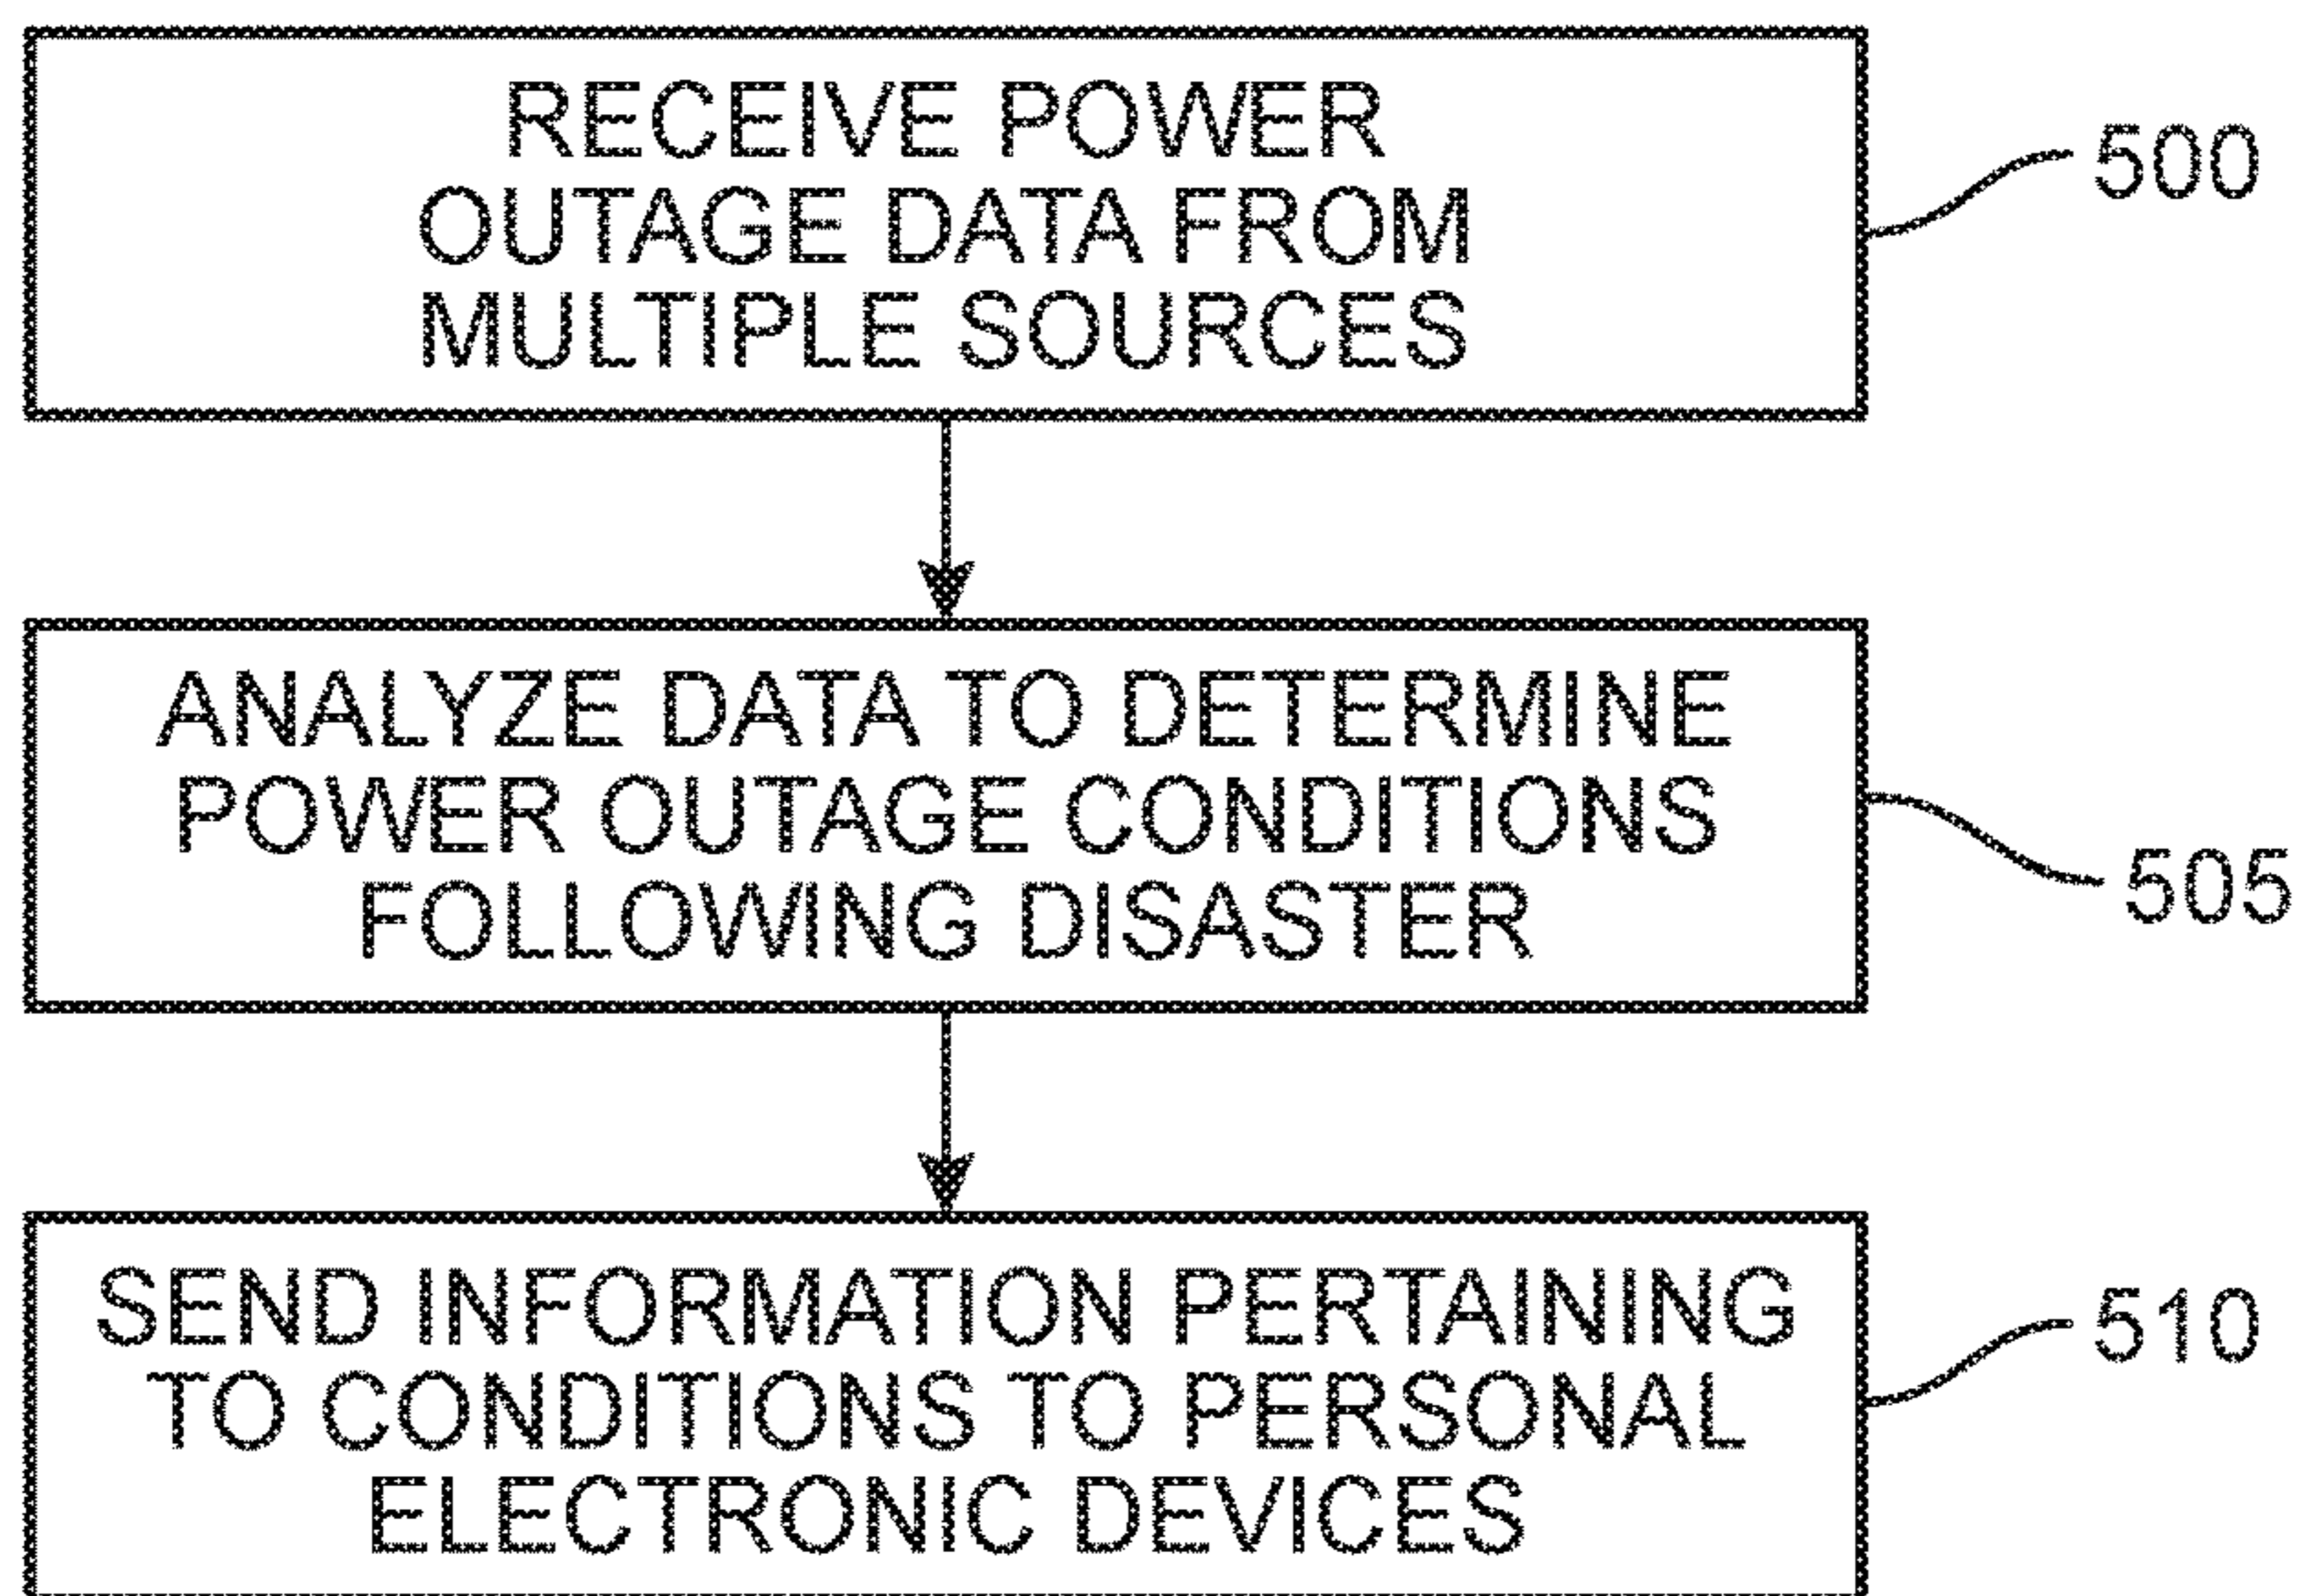 RECEIVE POWER
OUTAGE DATA FROM
MULTIPLE SOURCES
500
ANALYZE DATA TO DETERMINE
POWER OUTAGE CONDITIONS
FOLLOWING DISASTER
505
SEND INFORMATION PERTAINING
TO CONDITIONS TO PERSONAL
ELECTRONIC DEVICES
510